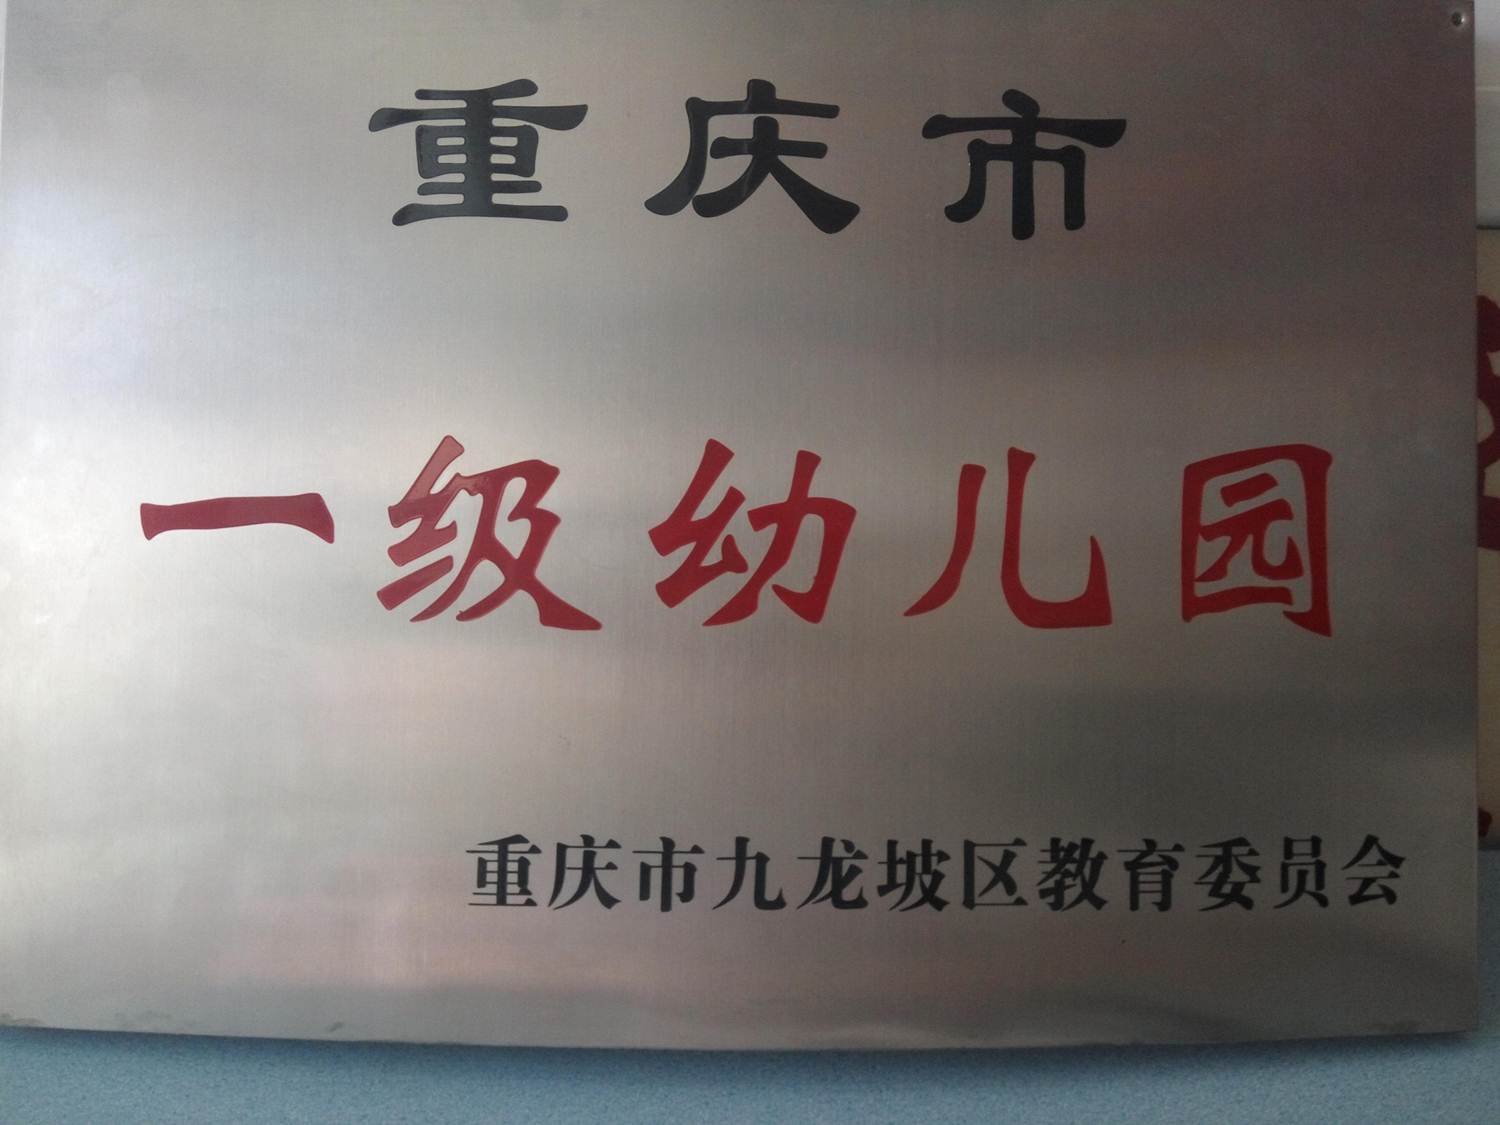 重庆市
一级幼儿园
重庆市九龙坡区教育委员会